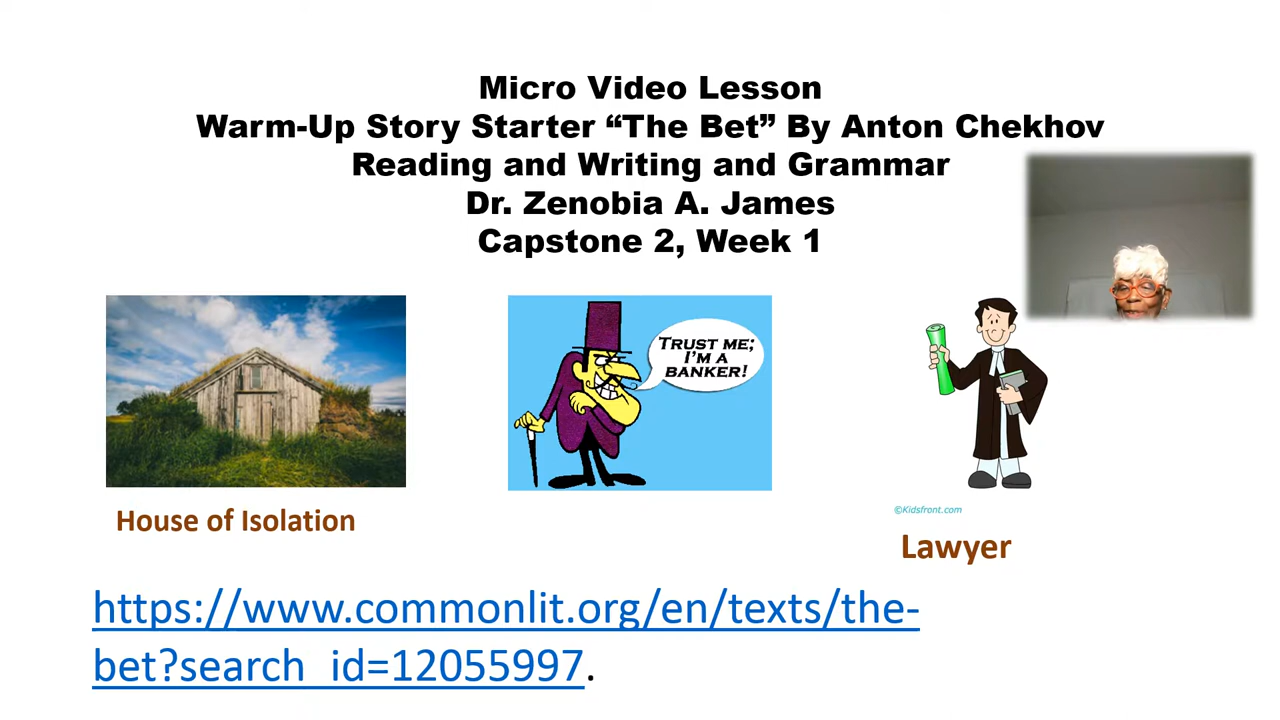 Micro Video Lesson
Warm-Up Story Starter “The Bet” By Anton Chekhov
Reading and Writing and Grammar
Dr. Zenobia A. James
Capstone 2, Week 1
TRUST ME;
I'M A
BANKER!
©Kidsfront.com
House of Isolation
Lawyer
https://www.commonlit.org/en/texts/the-
bet?search_id=12055997.